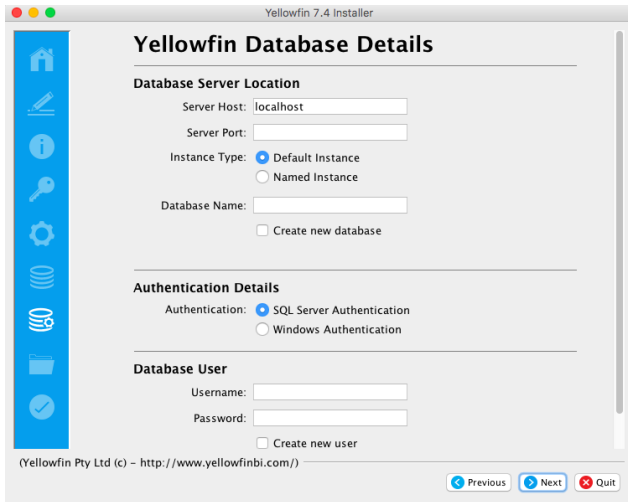 Yellowfin 7.4 Installer
Yellowfin Database Details
Database Server Location
Server Host: localhost
Server Port:
Instance Type: Default Instance
Named Instance
Database Name:
Create new database
Authentication Details
Authentication: SQL Server Authentication
Windows Authentication
Database User
Username:
Password:
Create new user
(Yellowfin Pty Ltd (c) – http://www.yellowfinbi.com/)
Previous Next Quit